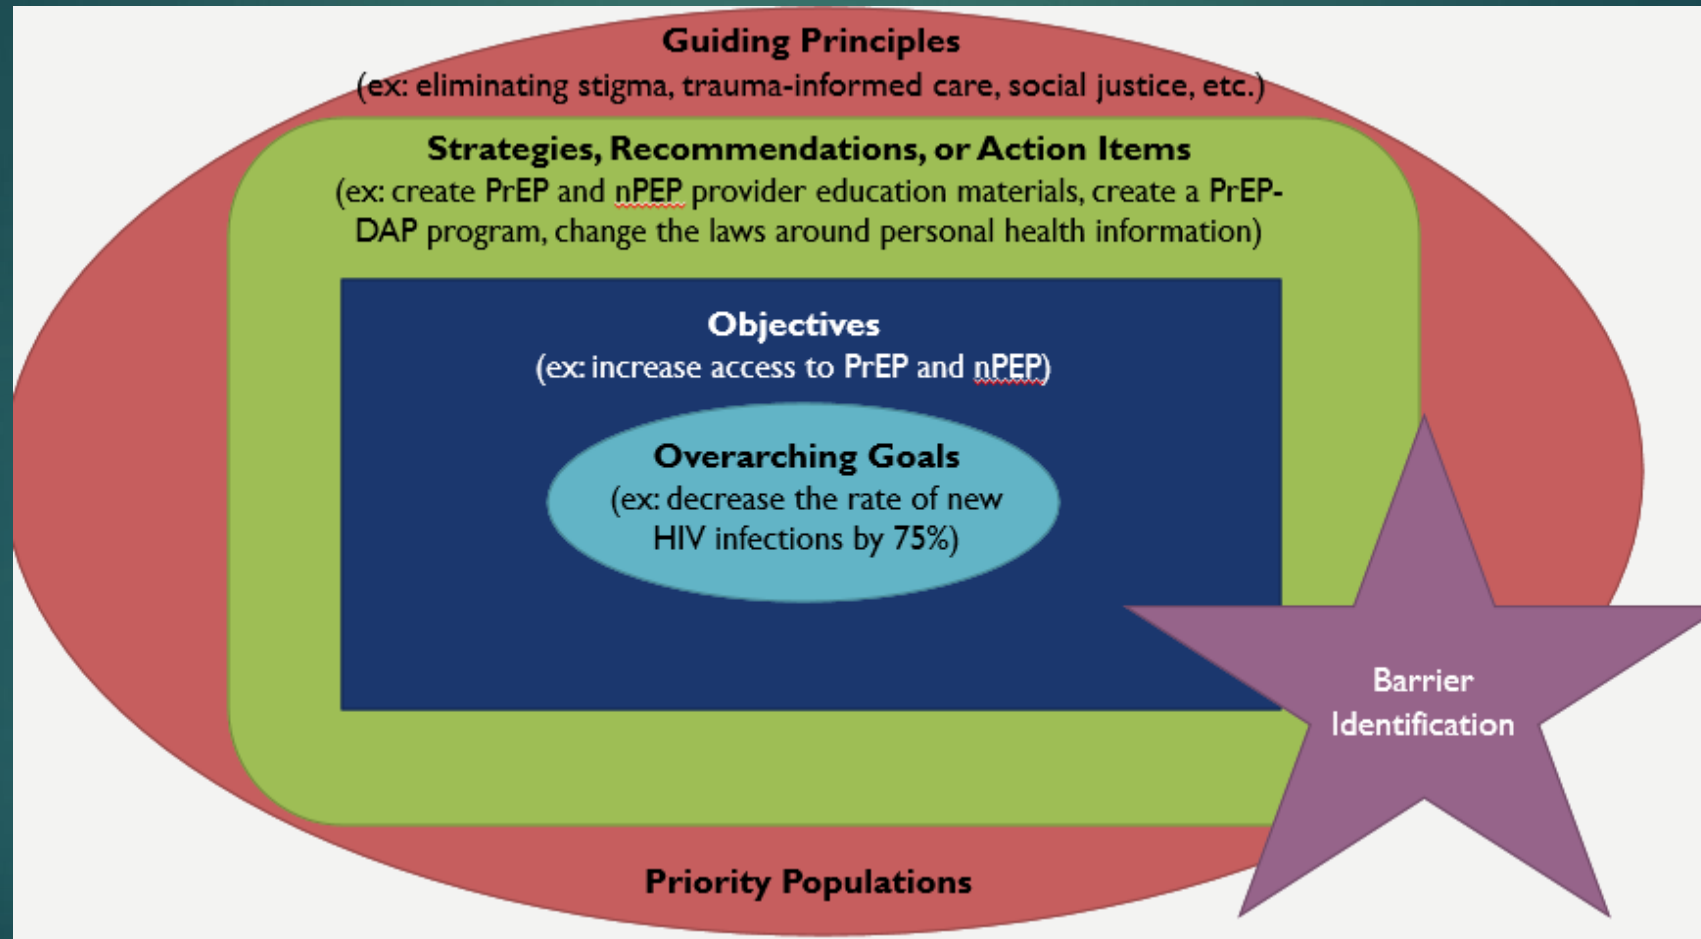 Guiding Principles
(ex: eliminating stigma, trauma-informed care, social justice, etc.)
Strategies, Recommendations, or Action Items
(ex: create PrEP and nPEP provider education materials, create a PrEP-
DAP program, change the laws around personal health information)
Objectives
(ex: increase access to PrEP and nPEP)
Overarching Goals
(ex: decrease the rate of new
HIV infections by 75%)
Barrier
Identification
Priority Populations